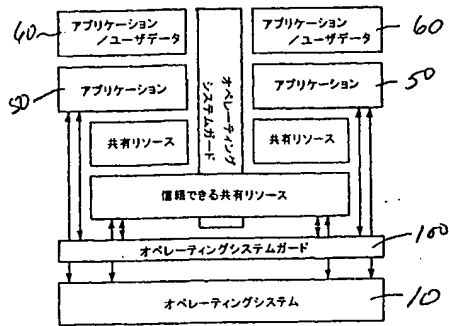 アプリケーション
／ユーザデータ
アプリケーション
／ユーザデータ
60
50
アプリケーション
オペレーティング
システムガード
アプリケーション
50
共有リソース
共有リソース
信頼できる共有リソース
オペレーティングシステムガード
100
オペレーティングシステム
10